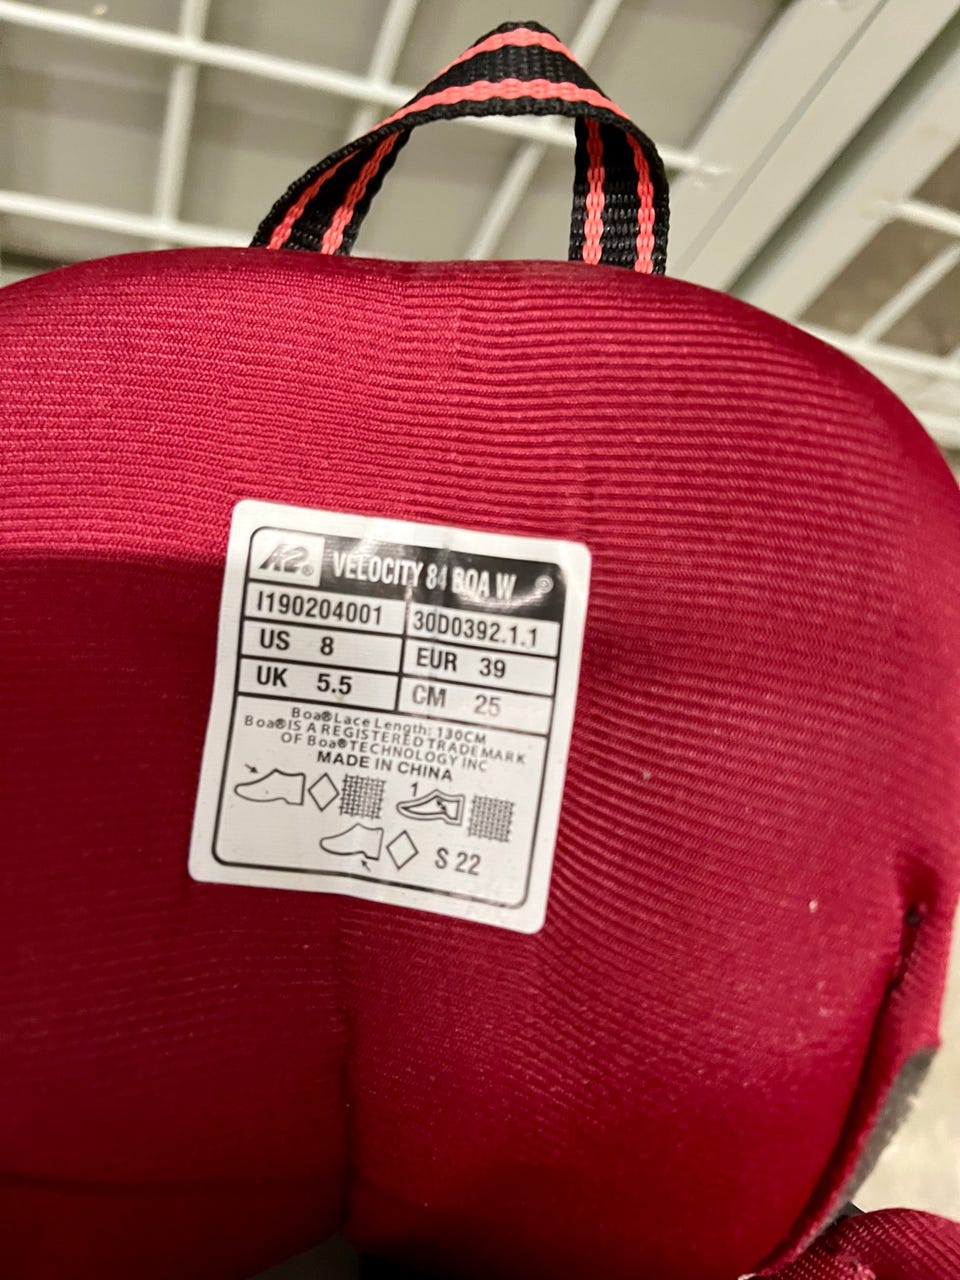 K2® VELOCITY 84 BOA W
I190204001 30D0392.1.1
US 8 EUR 39
UK 5.5 CM 25
Boa®Lace Length: 130CM
Boa®IS A REGISTERED TRADEMARK
OF Boa®TECHNOLOGY INC
MADE IN CHINA
1
S 22